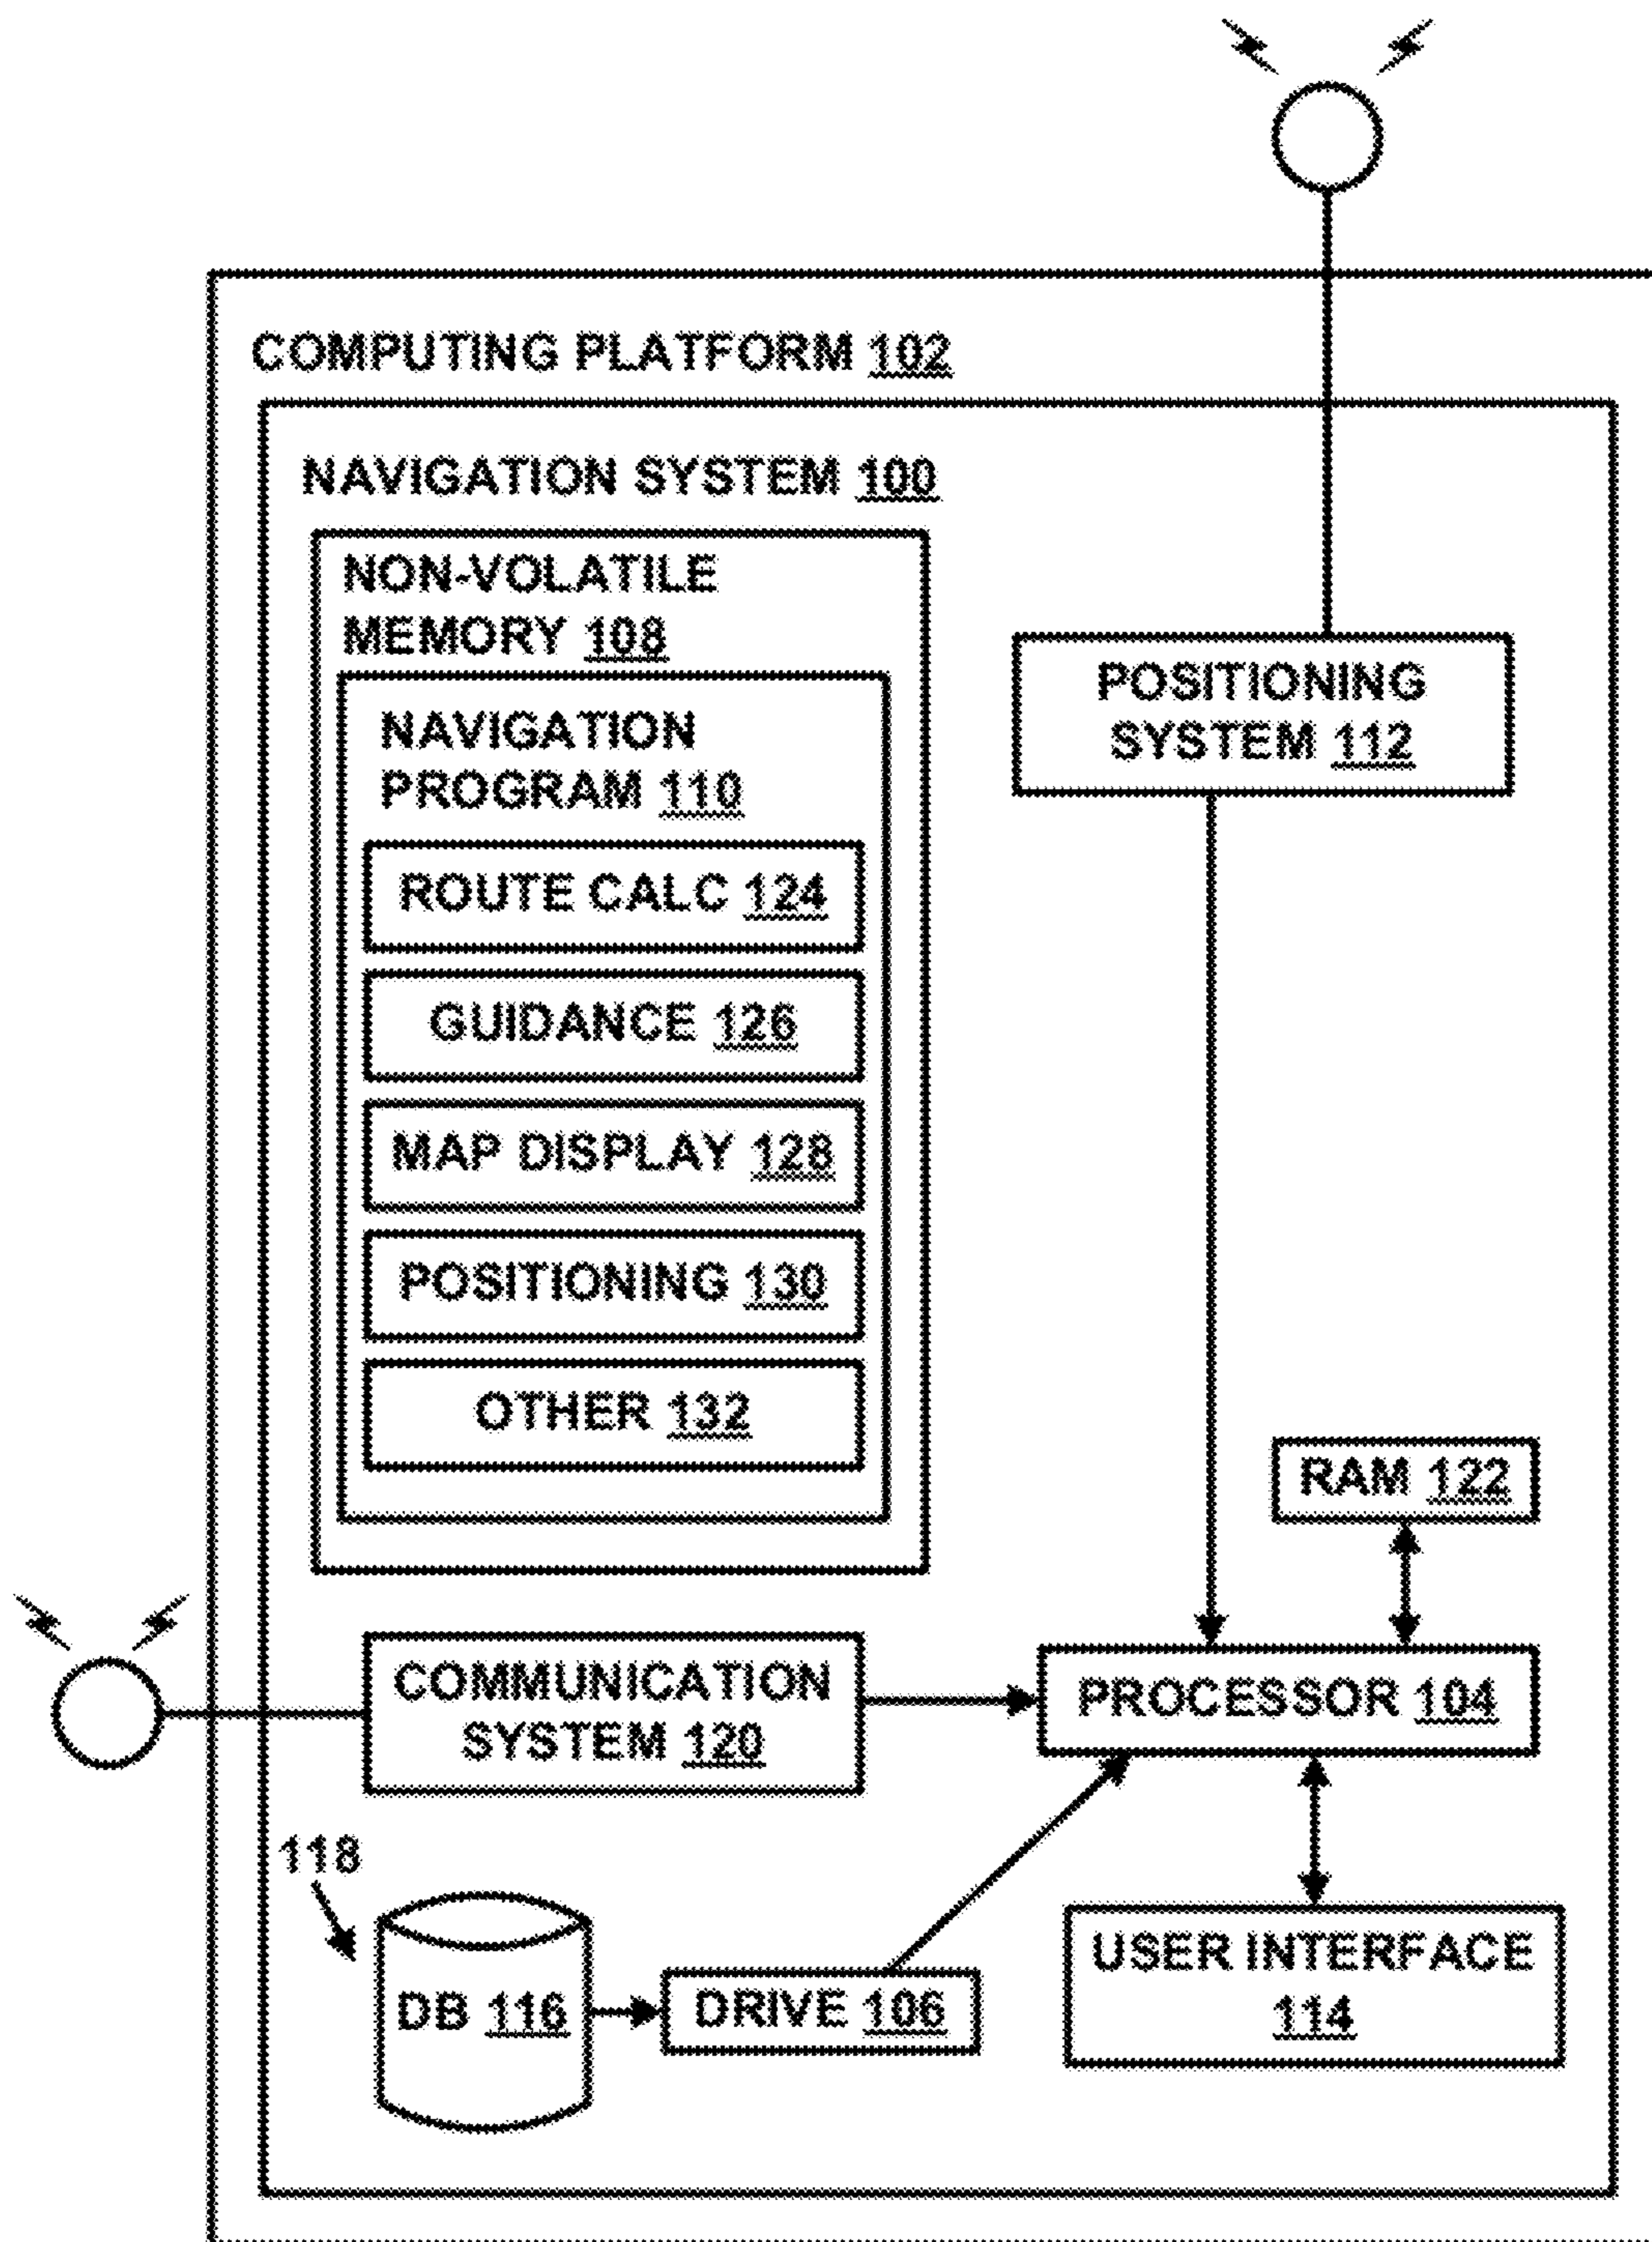 COMPUTING PLATFORM 102
NAVIGATION SYSTEM 100
NON-VOLATILE
MEMORY 108
NAVIGATION
PROGRAM 110
ROUTE CALC 124
GUIDANCE 126
MAP DISPLAY 128
POSITIONING 130
OTHER 132
POSITIONING
SYSTEM 112
RAM 122
COMMUNICATION
SYSTEM 120
PROCESSOR 104
118
DB 116
DRIVE 106
USER INTERFACE
114